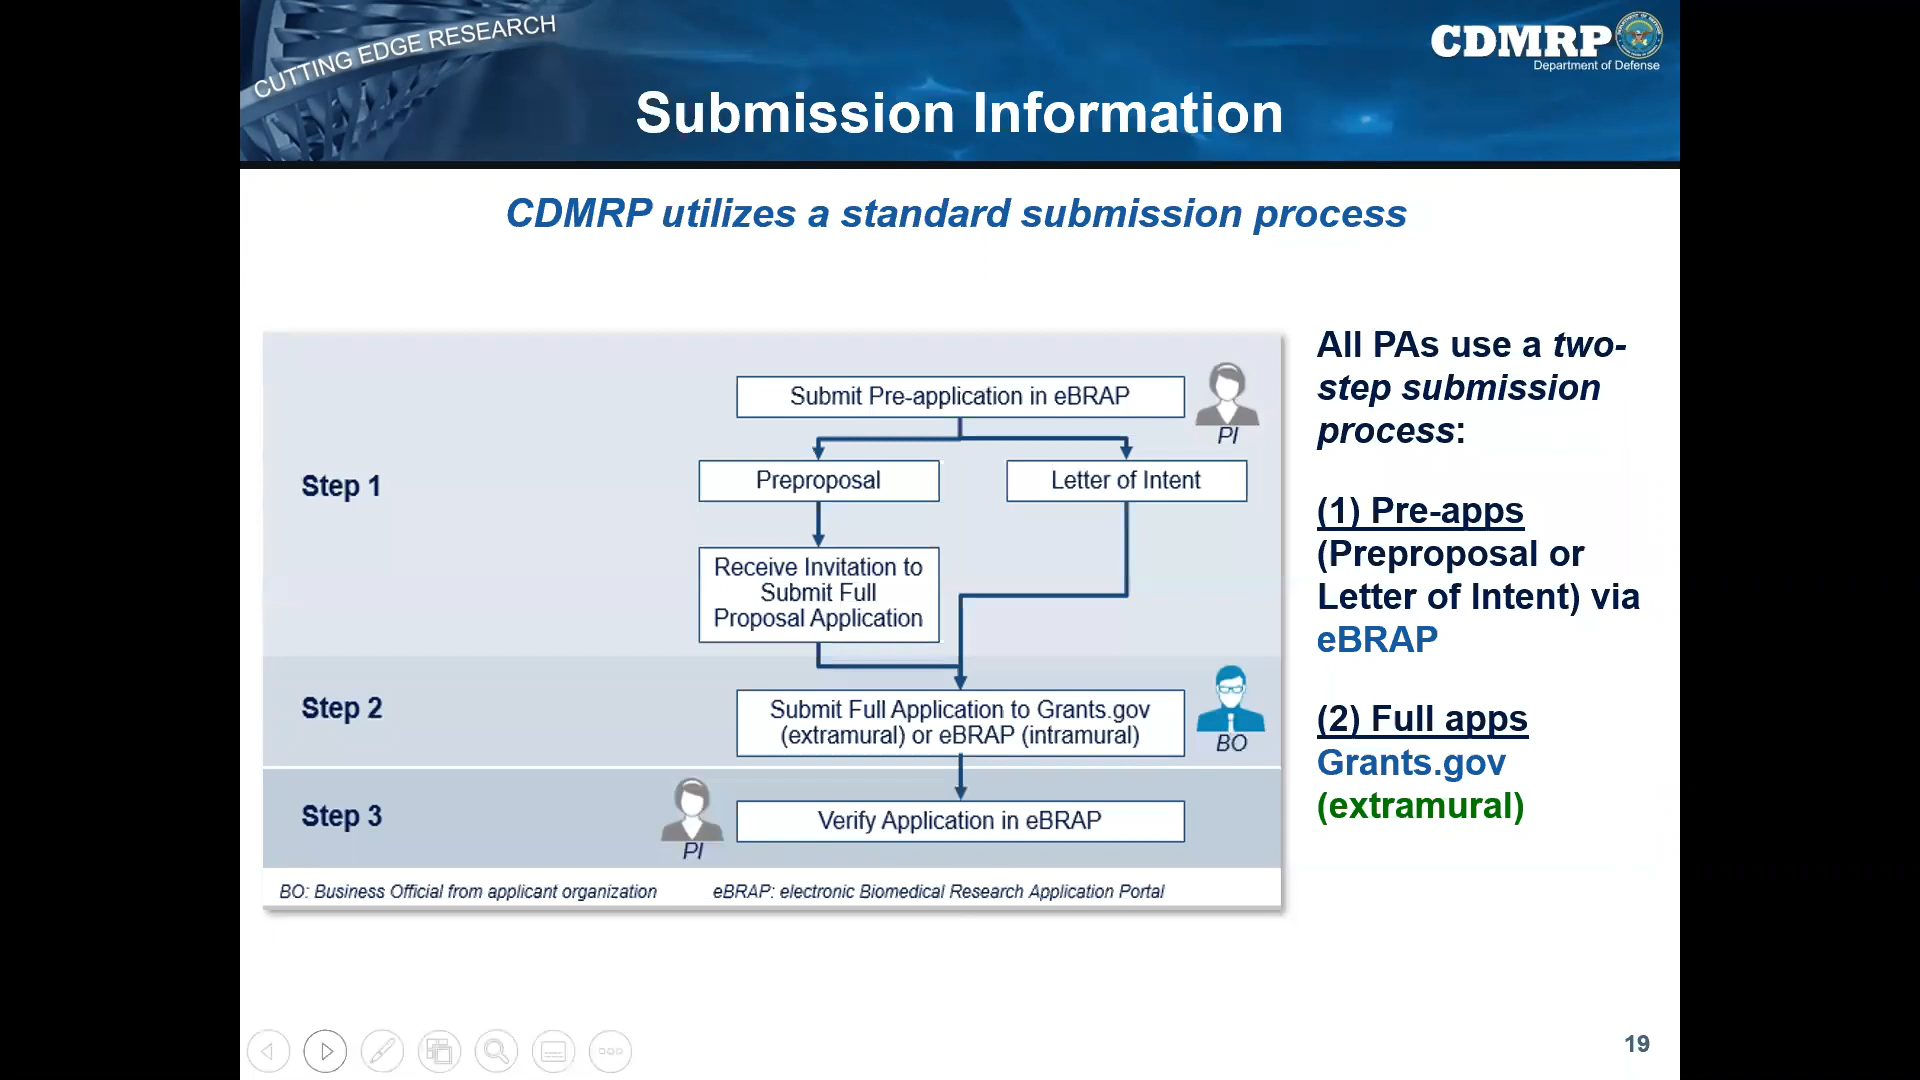 CUTTING EDGE RESEARCH
CDMRP
Department of Defense
Submission Information
CDMRP utilizes a standard submission process
Submit Pre-application in eBRAP
PI
Step 1
Preproposal
Letter of Intent
Receive Invitation to
Submit Full
Proposal Application
Step 2
Submit Full Application to Grants.gov
(extramural) or eBRAP (intramural)
BO
Step 3
PI
Verify Application in eBRAP
BO: Business Official from applicant organization
eBRAP: electronic Biomedical Research Application Portal
All PAs use a two-
step submission
process:
(1) Pre-apps
(Preproposal or
Letter of Intent) via
eBRAP
(2) Full apps
Grants.gov
(extramural)
19